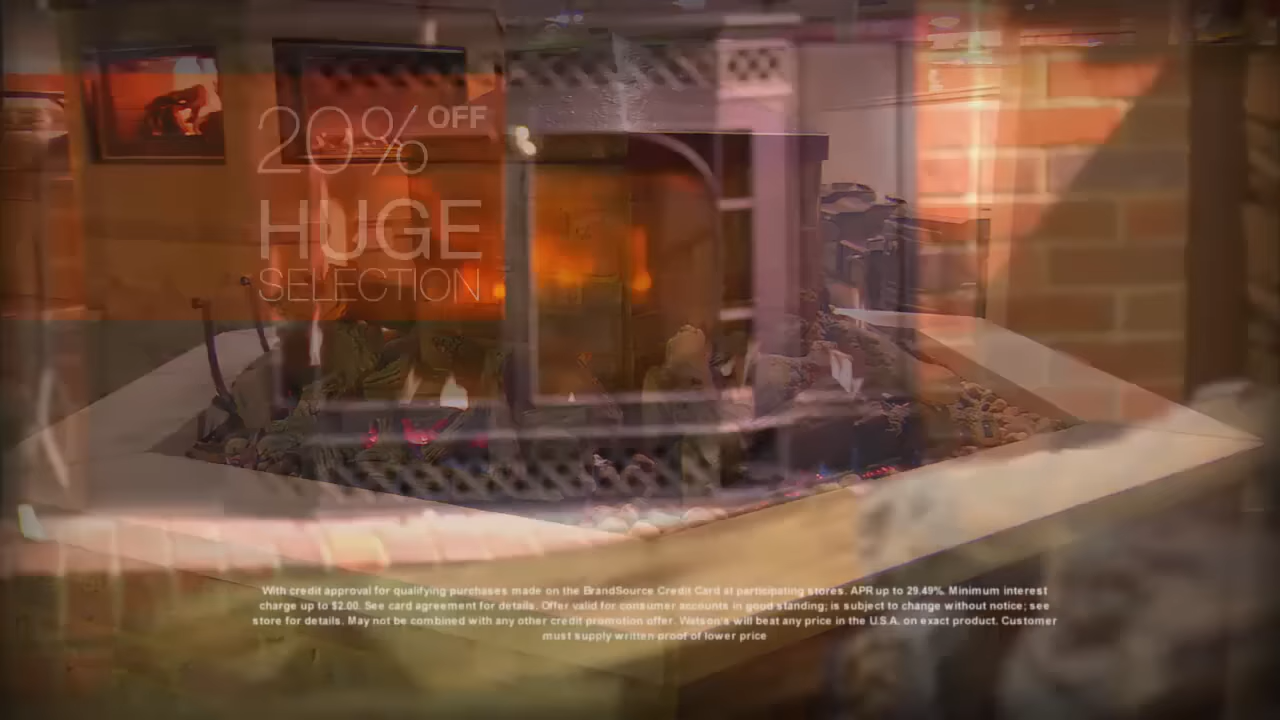 20% OFF
HUGE
SELECTION
With credit approval for qualifying purchases made on the BrandSource Credit Card at participating stores. APR up to 29.49%. Minimum interest
charge up to $2.00. See card agreement for details. Offer valid for consumer accounts in good standing; is subject to change without notice; see
store for details. May not be combined with any other credit promotion offer. Watson's will beat any price in the U.S.A. on exact product. Customer
must supply written proof of lower price